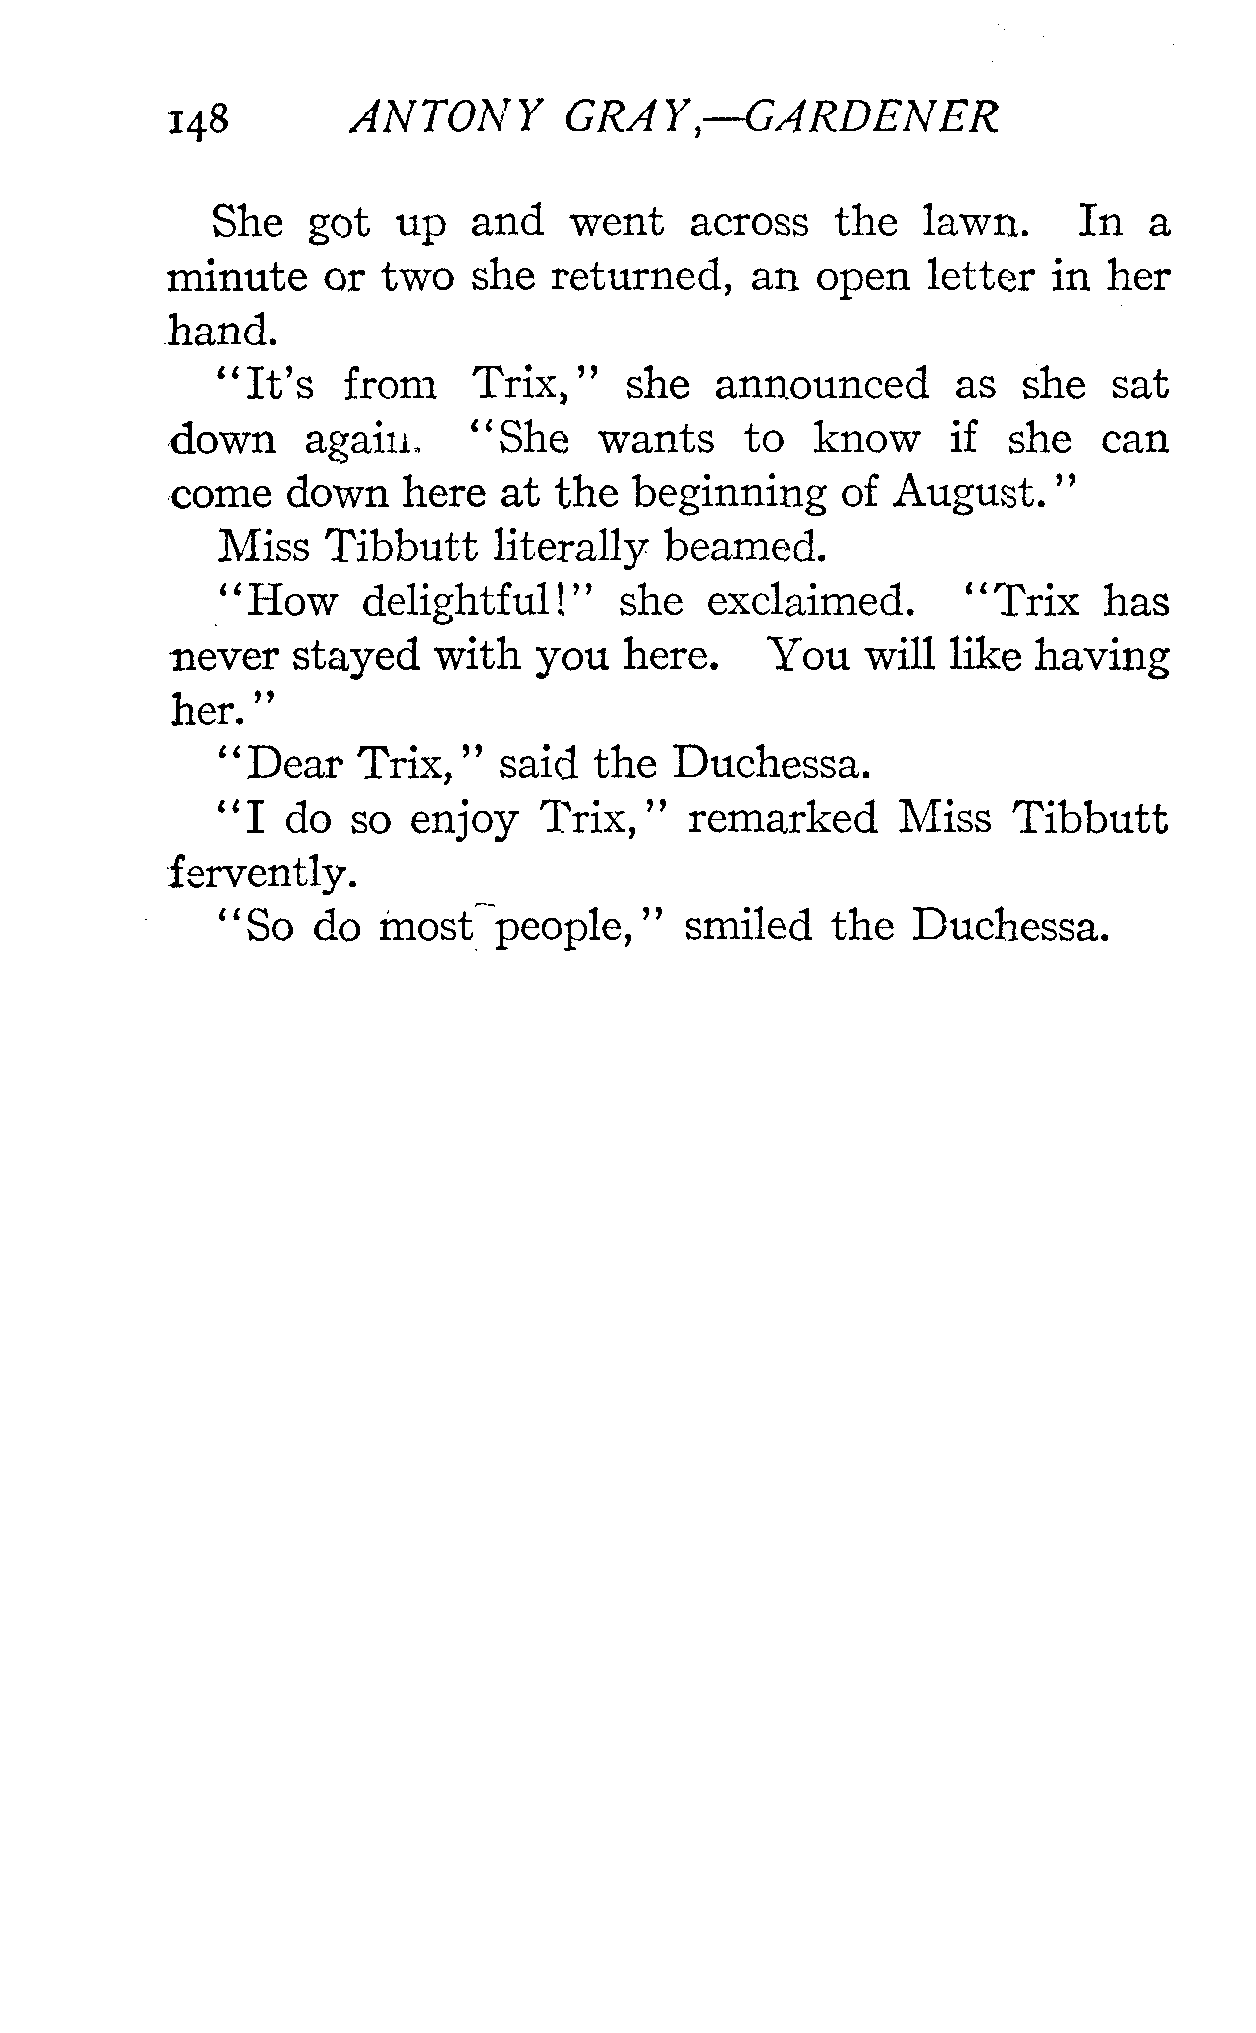 148 ANTONY GRAY,—GARDENER
She got up and went across the lawn. In a
minute or two she returned, an open letter in her
hand.
"It's from Trix," she announced as she sat
down again. "She wants to know if she can
come down here at the beginning of August."
Miss Tibbutt literally beamed.
"How delightful!" she exclaimed. "Trix has
never stayed with you here. You will like having
her."
"Dear Trix," said the Duchessa.
"I do so enjoy Trix," remarked Miss Tibbutt
fervently.
"So do most people," smiled the Duchessa.